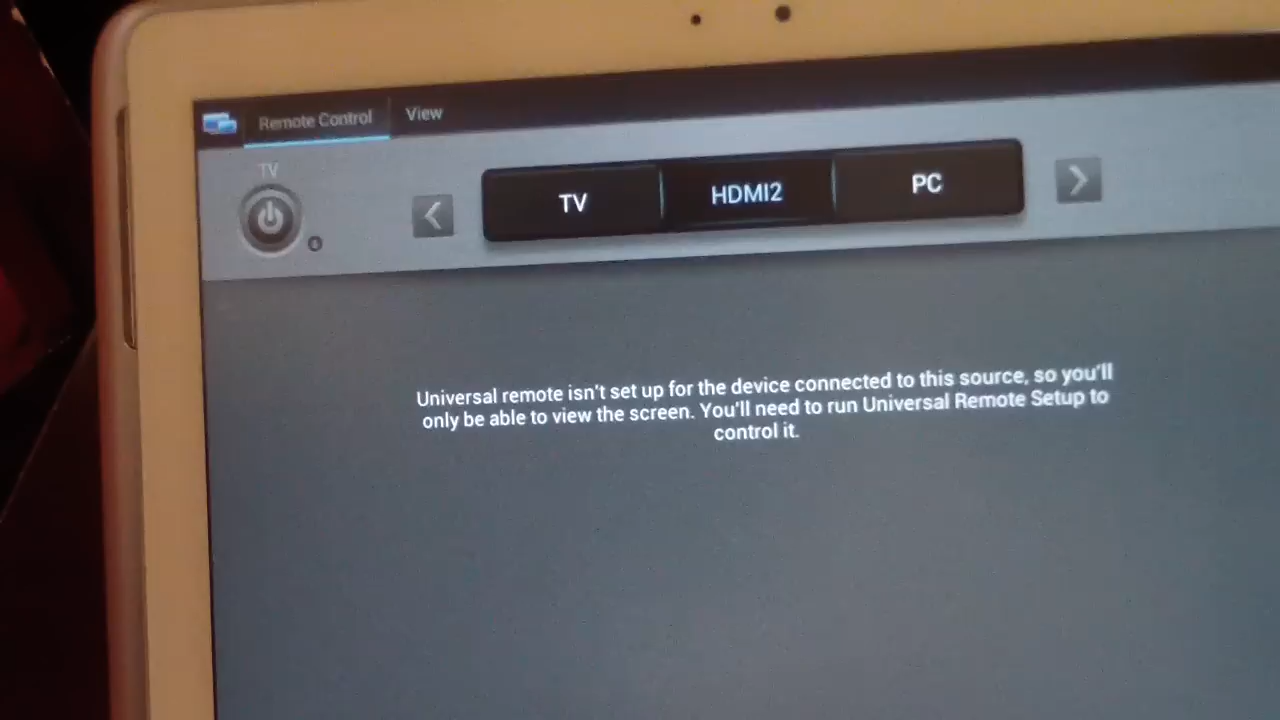 Remote Control View
TV
TV HDMI2 PC
Universal remote isn't set up for the device connected to this source, so you'll
only be able to view the screen. You'll need to run Universal Remote Setup to
control it.